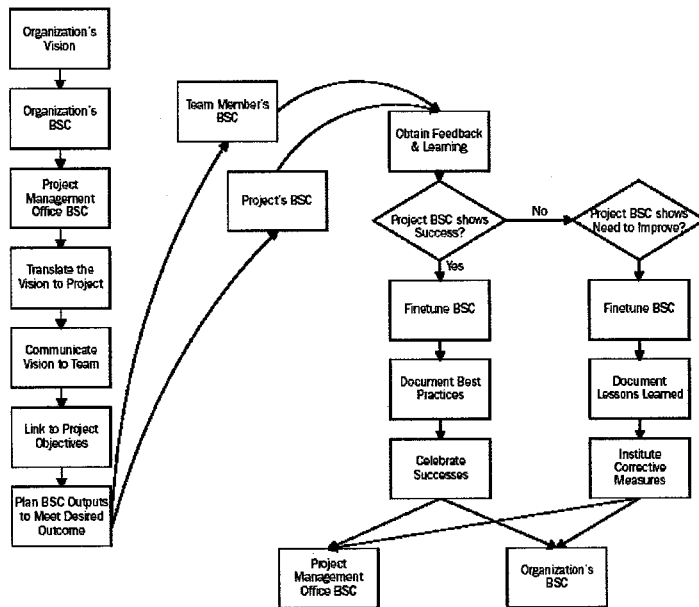 Organization's
Vision
Organization's
BSC
Project
Management
Office BSC
Translate the
Vision to Project
Communicate
Vision to Team
Link to Project
Objectives
Plan BSC Outputs
to Meet Desired
Outcome
Team Member's
BSC
Project's BSC
Obtain Feedback
& Learning
Project BSC shows
Success?
No
Project BSC shows
Need to Improve?
Yes
Finetune BSC
Finetune BSC
Document Best
Practices
Document
Lessons Learned
Celebrate
Successes
Institute
Corrective
Measures
Project
Management
Office BSC
Organization's
BSC